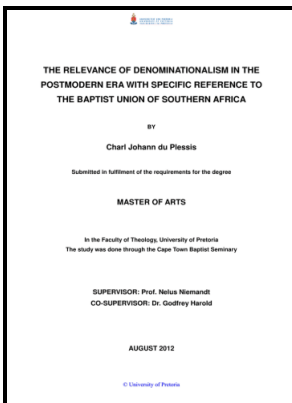 THE RELEVANCE OF DENOMINATIONALISM IN THE
POSTMODERN ERA WITH SPECIFIC REFERENCE TO
THE BAPTIST UNION OF SOUTHERN AFRICA
BY
Charl Johann du Plessis
Submitted in fulfilment of the requirements for the degree
MASTER OF ARTS
In the Faculty of Theology, University of Pretoria
The study was done through the Cape Town Baptist Seminary
SUPERVISOR: Prof. Nelus Niemandt
CO-SUPERVISOR: Dr. Godfrey Harold
AUGUST 2012
© University of Pretoria